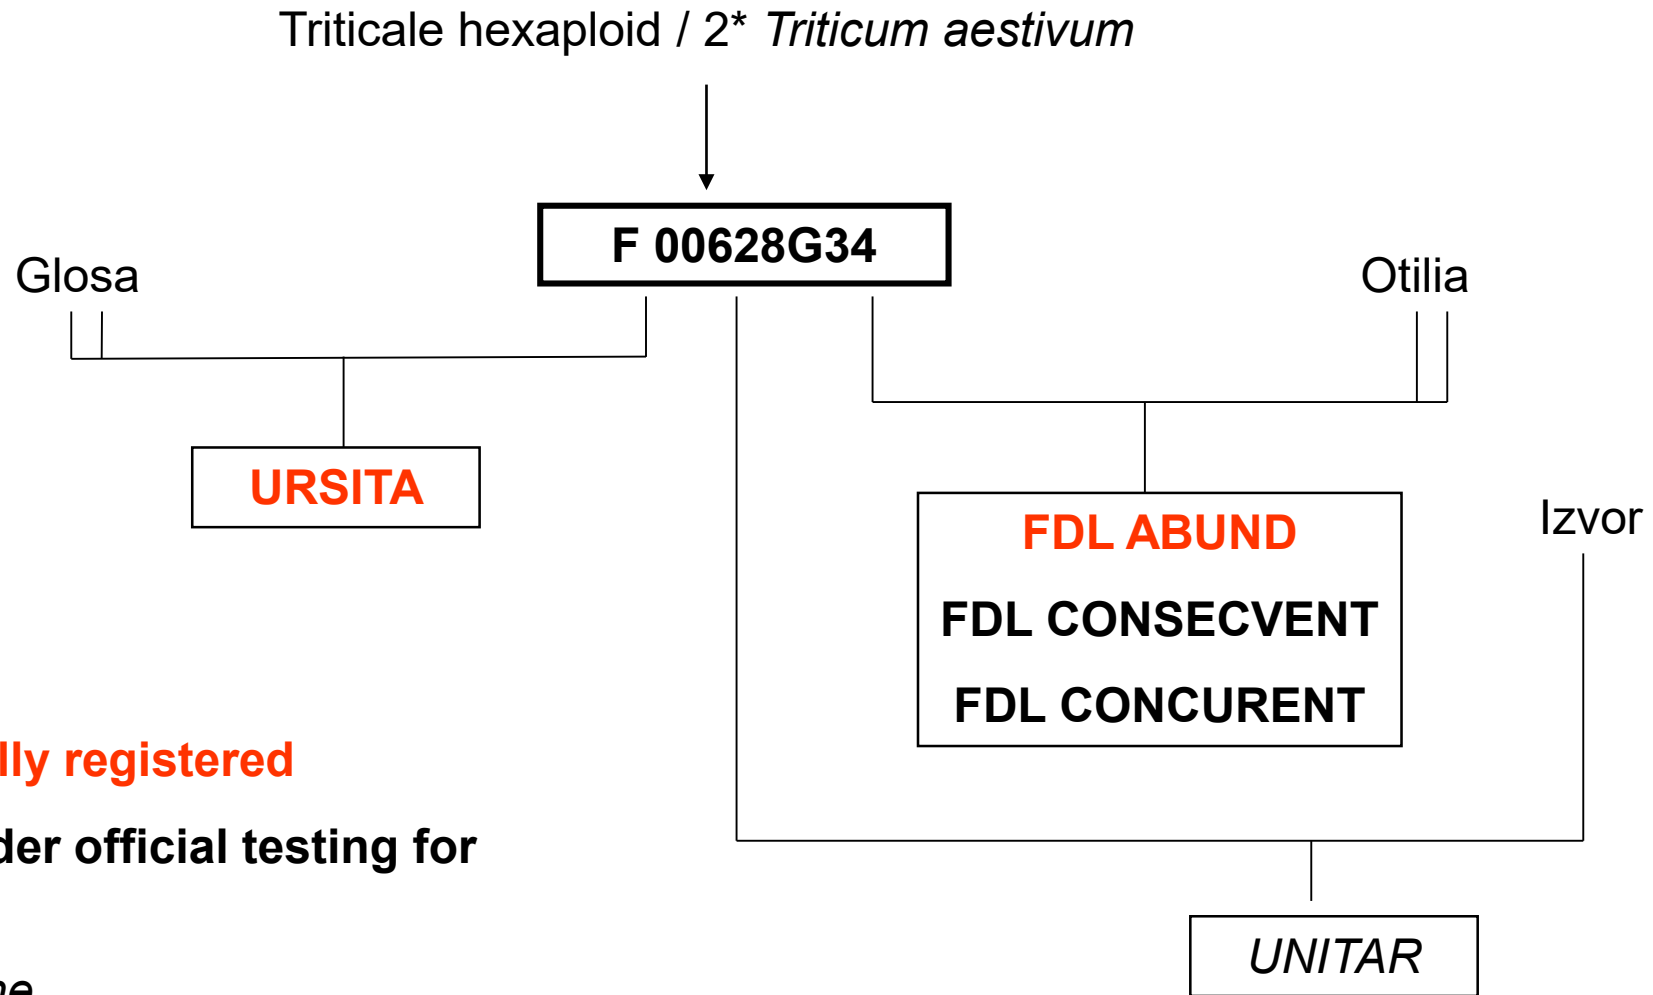 Triticale hexaploid / 2* Triticum aestivum
F 00628G34
Glosa
Otilia
URSITA
FDL ABUND
Izvor
FDL CONSECVENT
FDL CONCURENT
lly registered
der official testing for
UNITAR
ne